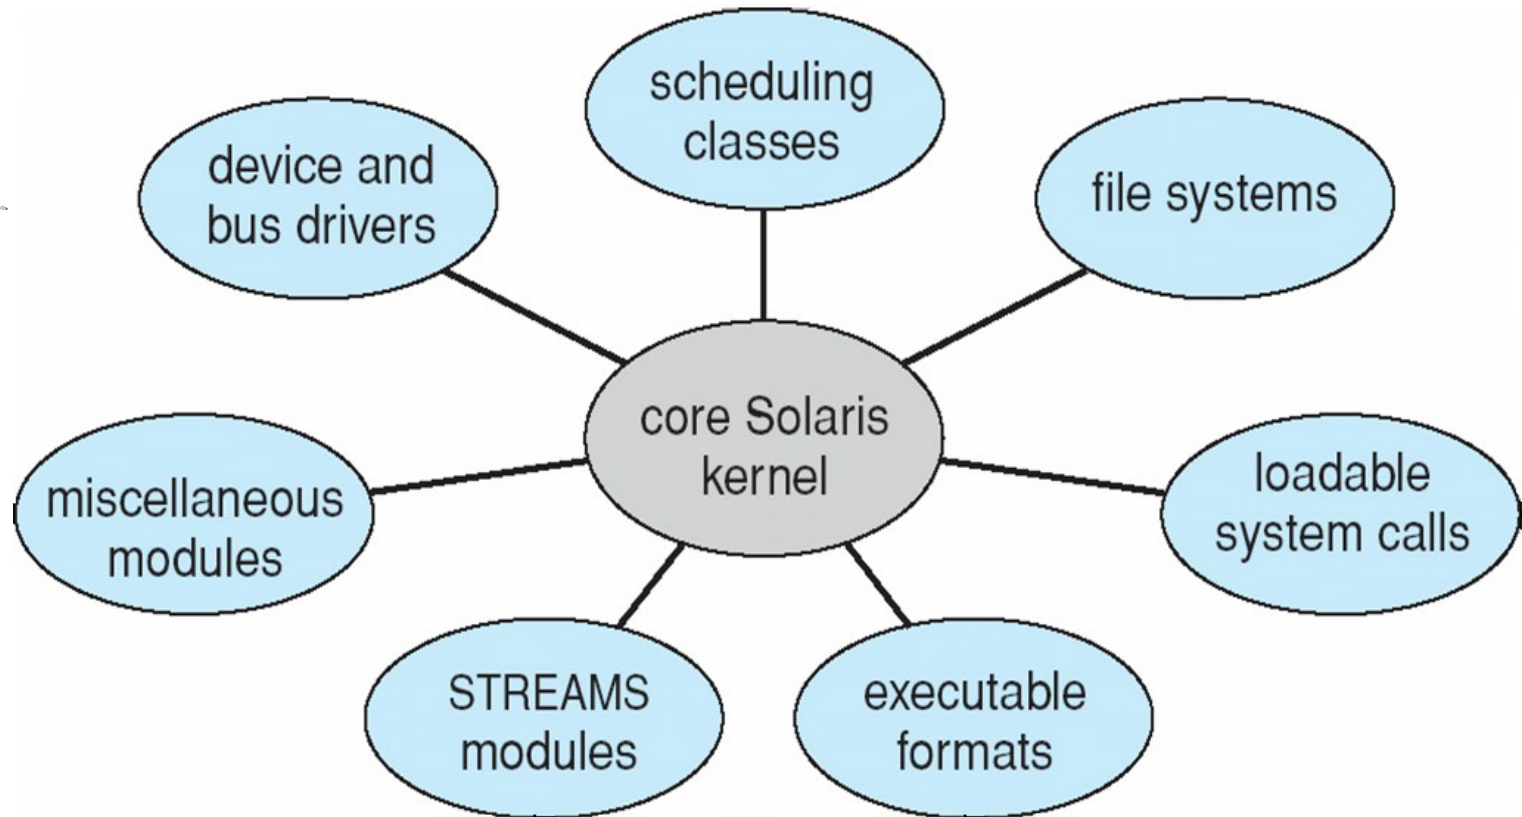 scheduling
classes
device and
bus drivers
file systems
core Solaris
kernel
miscellaneous
modules
loadable
system calls
STREAMS
modules
executable
formats